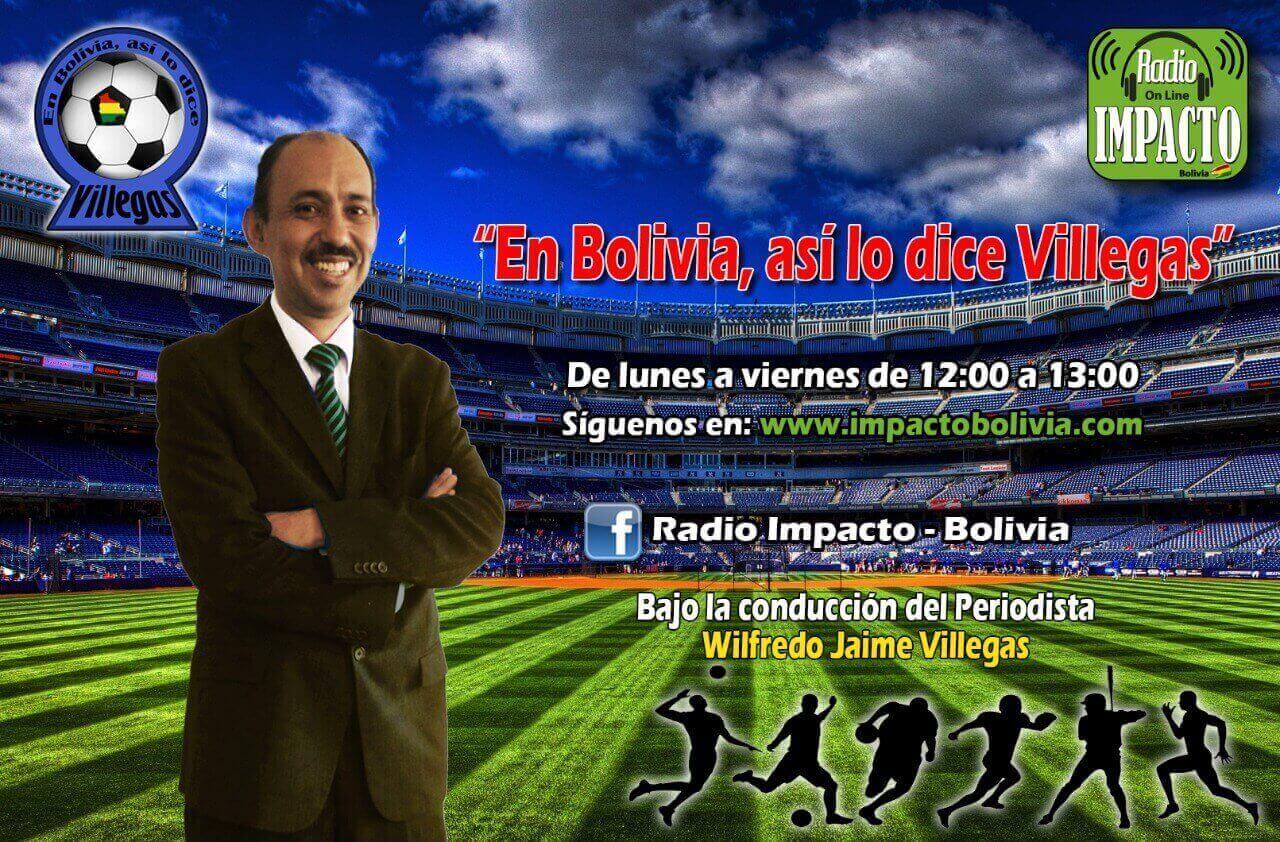 En Bolivia, así lo dice
Villegas
Radio
On Line
IMPACTO
Bolivia
“En Bolivia, así lo dice Villegas”
De lunes a viernes de 12:00 a 13:00
Síguenos en: www.impactobolivia.com
f Radio Impacto - Bolivia
Bajo la conducción del Periodista
Wilfredo Jaime Villegas